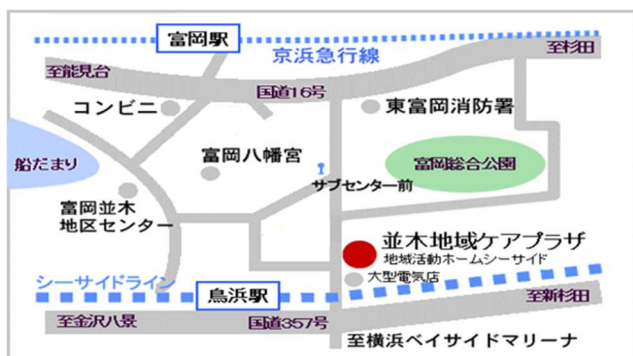 富岡駅
京浜急行線
至杉田
至能見台
国道16号
コンビニ
東富岡消防署
船だまり
富岡八幡宮
富岡総合公園
サブセンター前
富岡並木
地区センター
並木地域ケアプラザ
地域活動ホームシーサイド
大型電気店
シーサイドライン
鳥浜駅
至新杉田
至金沢八景
国道357号
至横浜ベイサイドマリーナ